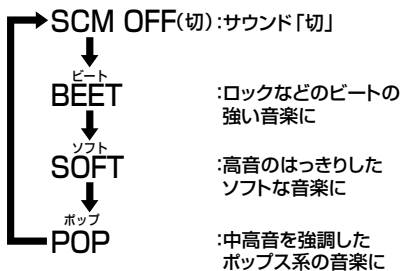 SCM OFF(切):サウンド「切」
ビート
BEET :ロックなどのビートの
強い音楽に
ソフト
SOFT :高音のはっきりした
ソフトな音楽に
ポップ
POP :中高音を強調した
ポップス系の音楽に